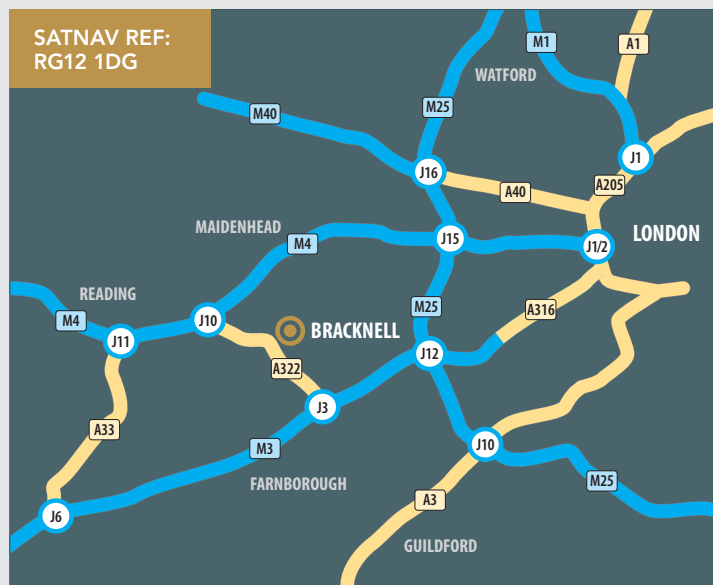 SATNAV REF:
RG12 1DG
M1
A1
WATFORD
M25
M40
J1
J16
A40
A205
MAIDENHEAD
M4
J15
J1/2
LONDON
READING
M4
J11
J10
BRACKNELL
M25
A316
J12
A322
J3
A33
M3
J10
FARNBOROUGH
M25
A3
J6
GUILDFORD